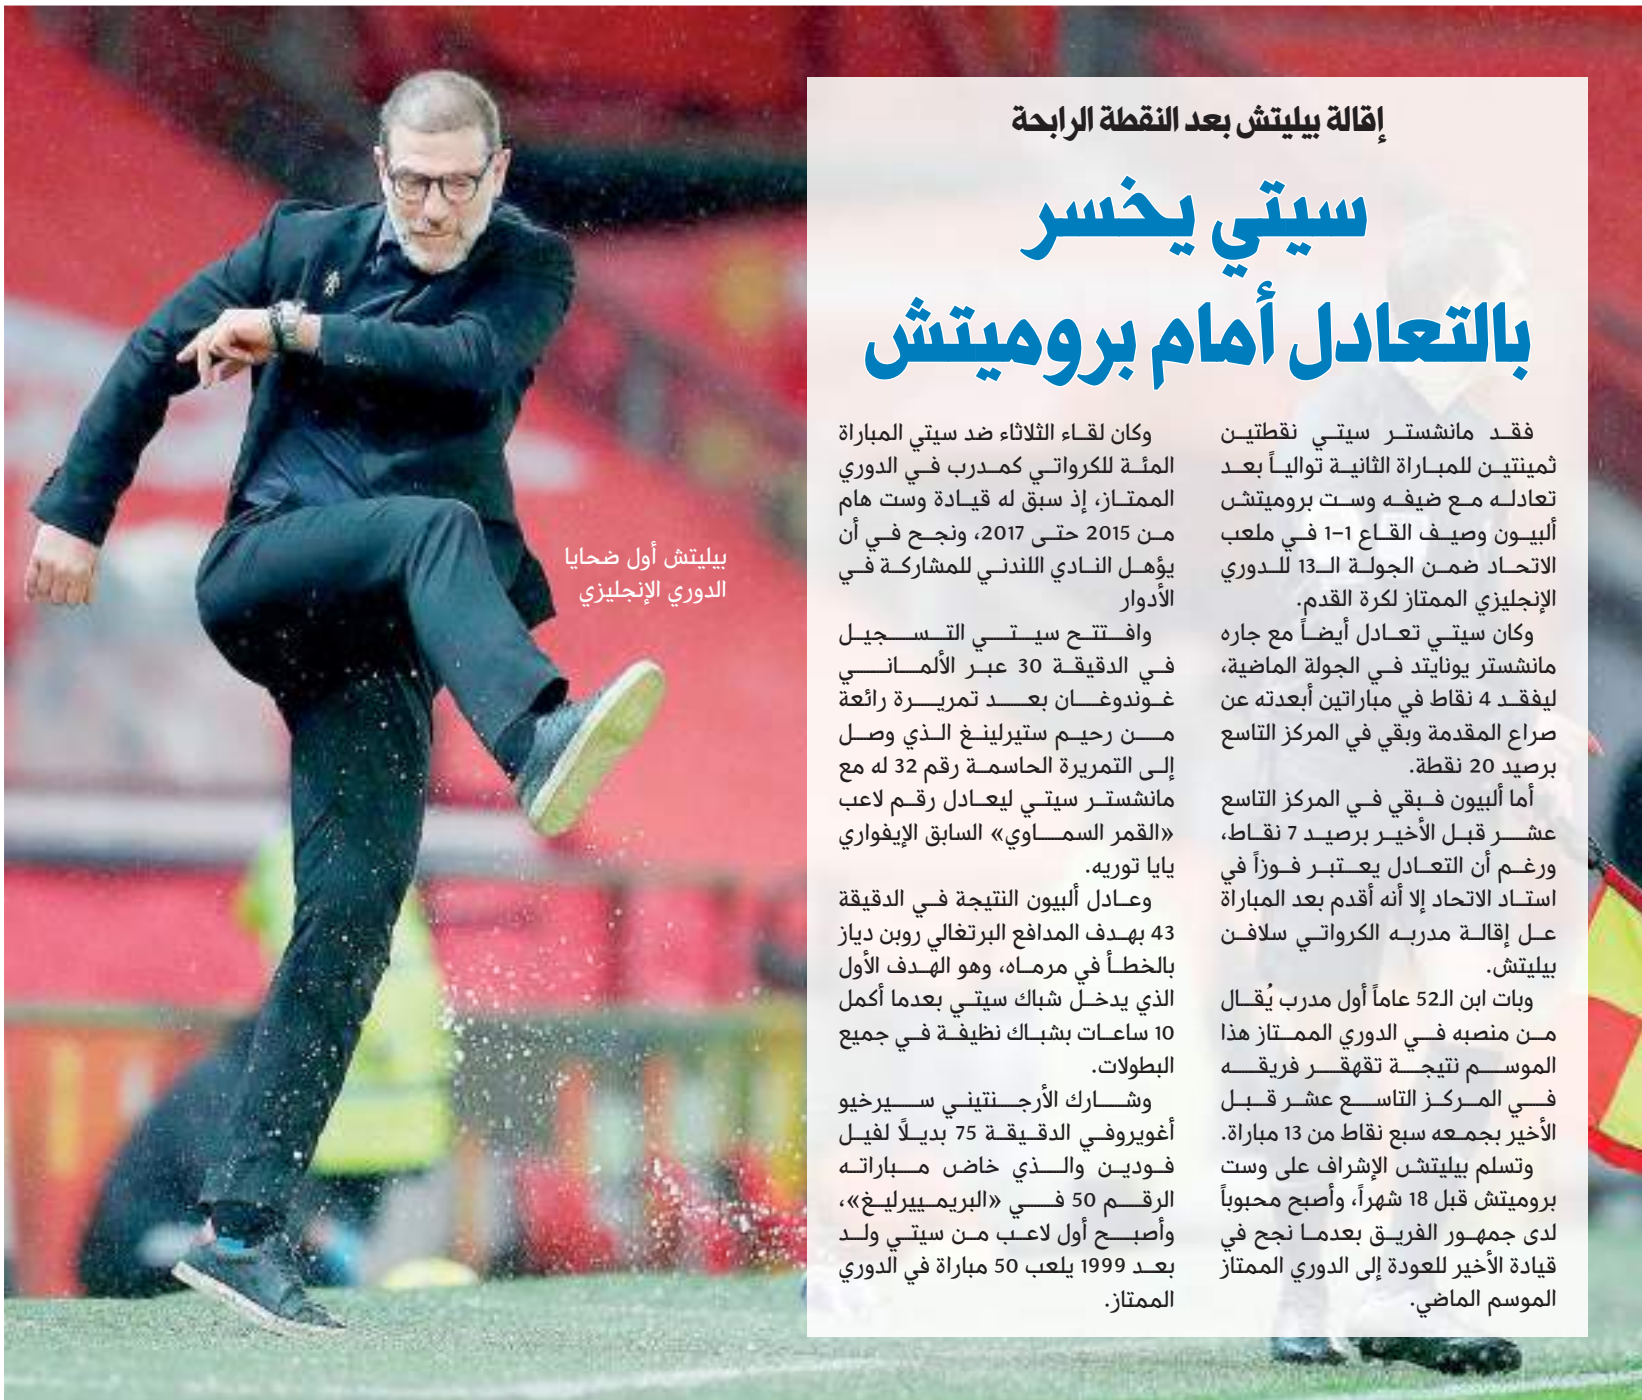 إقالة بيليتش بعد النقطة الرابحة
سيتي يخسر
بالتعادل أمام بروميتش
فقد مانشستر سيتي نقطتين
ثمينتين للمباراة الثانية توالياً بعد
تعادله مع ضيفه وست بروميتش
ألبيون وصيف القاع 1-1 في ملعب
الاتحاد ضمن الجولة الـ13 للدوري
الإنجليزي الممتاز لكرة القدم.
وكان سيتي تعادل أيضاً مع جاره
مانشستر يونايتد في الجولة الماضية،
ليفقد 4 نقاط في مباراتين أبعدته عن
صراع المقدمة وبقي في المركز التاسع
برصيد 20 نقطة.
أما ألبيون فبقي في المركز التاسع
عشر قبل الأخير برصيد 7 نقاط،
ورغم أن التعادل يعتبر فوزاً في
استاد الاتحاد إلا أنه أقدم بعد المباراة
عل إقالة مدربه الكرواتي سلافن
بيليتش.
وبات ابن الـ52 عاماً أول مدرب يُقال
من منصبه في الدوري الممتاز هذا
الموسم نتيجة تقهقر فريقه
في المركز التاسع عشر قبل
الأخير بجمعه سبع نقاط من 13 مباراة.
وتسلم بيليتش الإشراف على وست
بروميتش قبل 18 شهراً، وأصبح محبوباً
لدى جمهور الفريق بعدما نجح في
قيادة الأخير للعودة إلى الدوري الممتاز
الموسم الماضي.
وكان لقاء الثلاثاء ضد سيتي المباراة
المئة للكرواتي كمدرب في الدوري
الممتاز، إذ سبق له قيادة وست هام
من 2015 حتى 2017، ونجح في أن
يؤهل النادي اللندني للمشاركة في
الأدوار
وافتتح سيتي التسجيل
في الدقيقة 30 عبر الألماني
غوندوغان بعد تمريرة رائعة
من رحيم ستيرلينغ الذي وصل
إلى التمريرة الحاسمة رقم 32 له مع
مانشستر سيتي ليعادل رقم لاعب
«القمر السماوي» السابق الإيفواري
يايا توريه.
وعادل ألبيون النتيجة في الدقيقة
43 بهدف المدافع البرتغالي روبن دياز
بالخطأ في مرماه، وهو الهدف الأول
الذي يدخل شباك سيتي بعدما أكمل
10 ساعات بشباك نظيفة في جميع
البطولات.
وشارك الأرجنتيني سيرخيو
أغويروفي الدقيقة 75 بديلاً لفيل
فودين والذي خاض مباراته
الرقم 50 في «البريمييرليغ»،
وأصبح أول لاعب من سيتي ولد
بعد 1999 يلعب 50 مباراة في الدوري
الممتاز.
بيليتش أول ضحايا
الدوري الإنجليزي